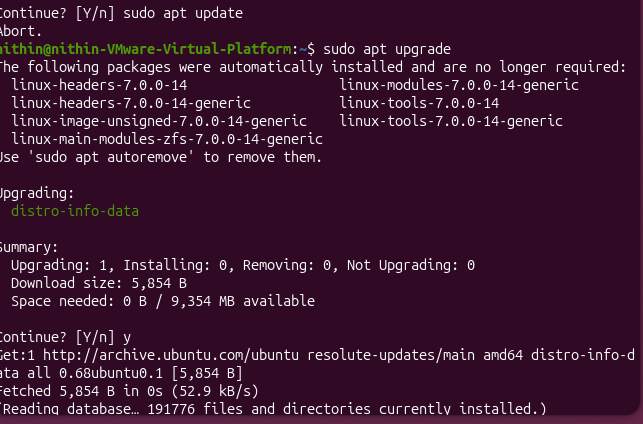 Continue? [Y/n] sudo apt update
Abort.
nithin@nithin-VMware-Virtual-Platform:~$ sudo apt upgrade
The following packages were automatically installed and are no longer required:
linux-headers-7.0.0-14 linux-modules-7.0.0-14-generic
linux-headers-7.0.0-14-generic linux-tools-7.0.0-14
linux-image-unsigned-7.0.0-14-generic linux-tools-7.0.0-14-generic
linux-main-modules-zfs-7.0.0-14-generic
Use 'sudo apt autoremove' to remove them.
Upgrading:
distro-info-data
Summary:
Upgrading: 1, Installing: 0, Removing: 0, Not Upgrading: 0
Download size: 5,854 B
Space needed: 0 B / 9,354 MB available
Continue? [Y/n] y
Get:1 http://archive.ubuntu.com/ubuntu resolute-updates/main amd64 distro-info-d
ata all 0.68ubuntu0.1 [5,854 B]
Fetched 5,854 B in 0s (52.9 kB/s)
(Reading database… 191776 files and directories currently installed.)